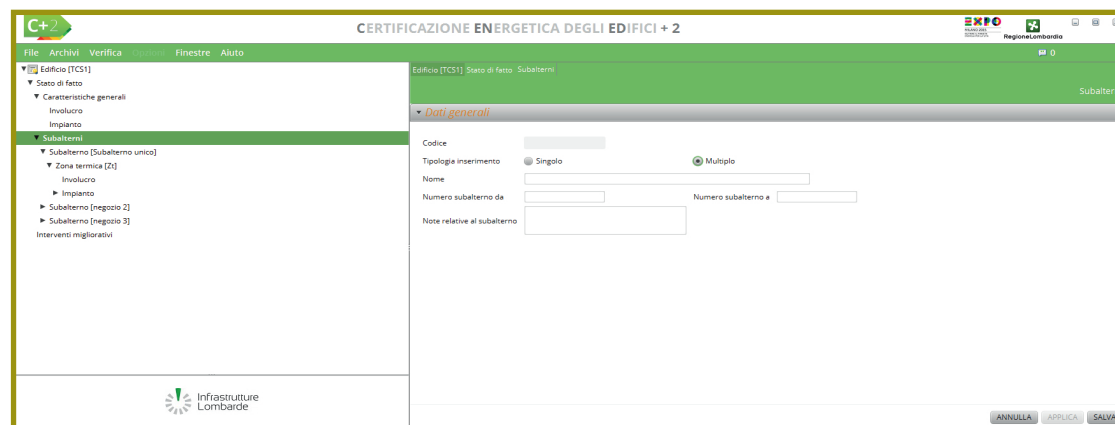 C+2
CERTIFICAZIONE ENERGETICA DEGLI EDIFICI + 2
EXPO
MILANO 2015
RegioneLombardia
File Archivi Verifica Opzioni Finestre Aiuto
0
Edificio [TCS1]
Stato di fatto
Caratteristiche generali
Involucro
Impianto
Subalterni
Subalterno [Subalterno unico]
Zona termica [Zt]
Involucro
Impianto
Subalterno [negozio 2]
Subalterno [negozio 3]
Interventi migliorativi
Infrastrutture
Lombarde
Edificio [TCS1] Stato di fatto Subalterni
Subalter
Dati generali
Codice
Tipologia inserimento Singolo Multiplo
Nome
Numero subalterno da Numero subalterno a
Note relative al subalterno
ANNULLA APPLICA SALVA